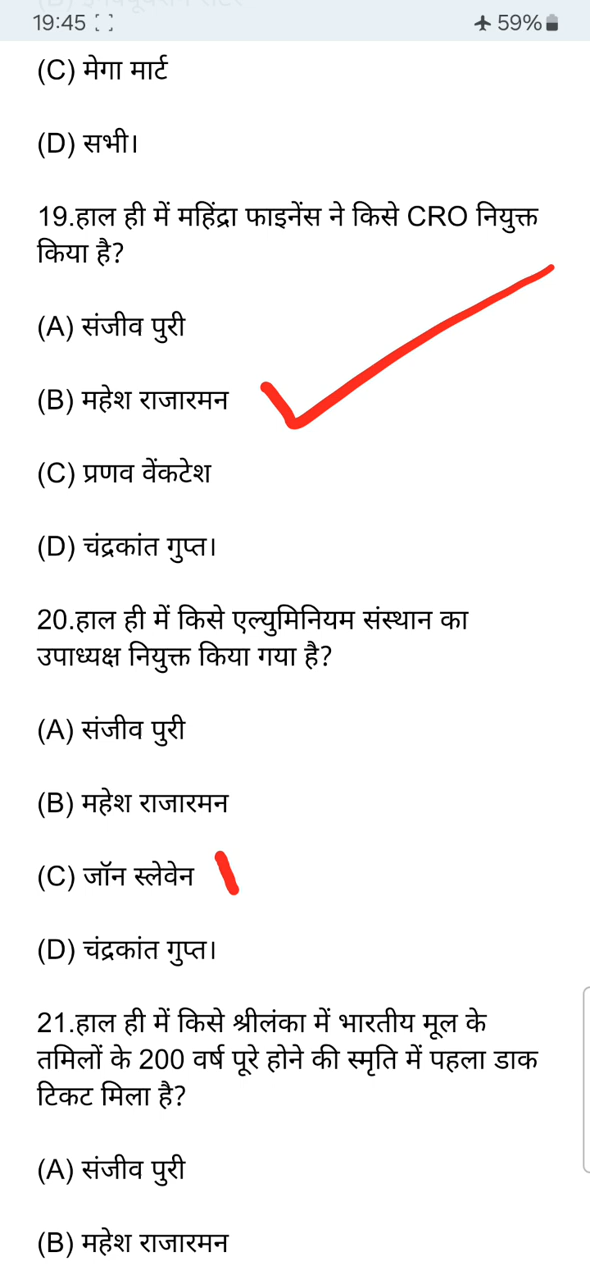 19:45
59%
(C) मेगा मार्ट
(D) सभी।
19.हाल ही में महिंद्रा फाइनेंस ने किसे CRO नियुक्त
किया है?
(A) संजीव पुरी
(B) महेश राजारमन
(C) प्रणव वेंकटेश
(D) चंद्रकांत गुप्त।
20.हाल ही में किसे एल्युमिनियम संस्थान का
उपाध्यक्ष नियुक्त किया गया है?
(A) संजीव पुरी
(B) महेश राजारमन
(C) जॉन स्लेवेन
(D) चंद्रकांत गुप्त।
21.हाल ही में किसे श्रीलंका में भारतीय मूल के
तमिलों के 200 वर्ष पूरे होने की स्मृति में पहला डाक
टिकट मिला है?
(A) संजीव पुरी
(B) महेश राजारमन